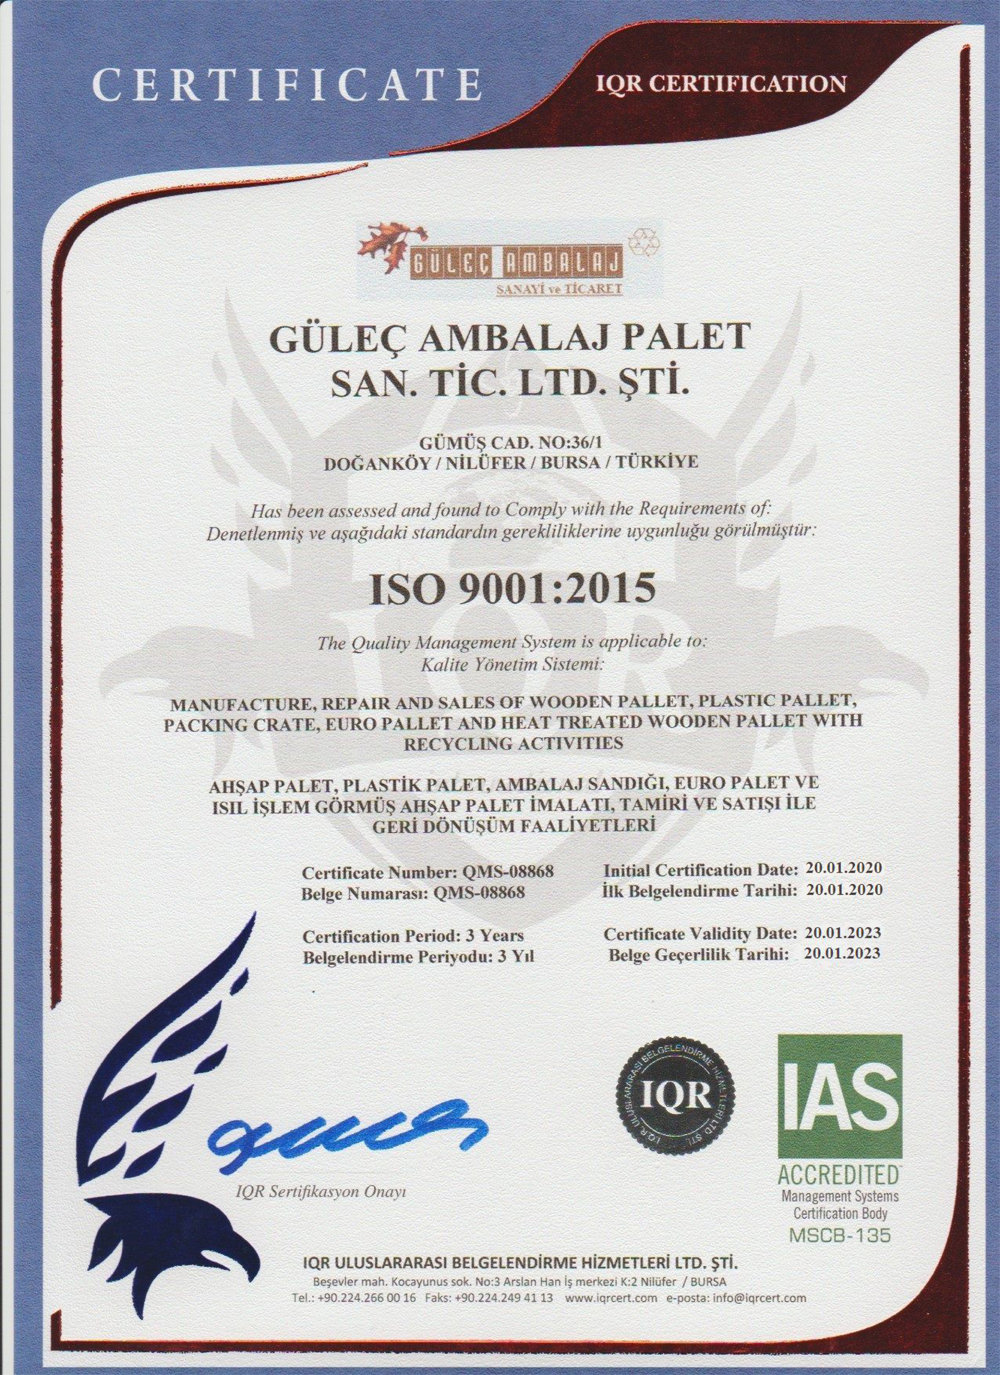 CERTIFICATE
IQR CERTIFICATION
GÜLEÇ AMBALAJ
SANAYİ ve TİCARET
GÜLEÇ AMBALAJ PALET
SAN. TİC. LTD. ŞTİ.
GÜMÜŞ CAD. NO:36/1
DOĞANKÖY / NİLÜFER / BURSA / TÜRKİYE
Has been assessed and found to Comply with the Requirements of:
Denetlenmiş ve aşağıdaki standardın gerekliliklerine uygunluğu görülmüştür:
ISO 9001:2015
The Quality Management System is applicable to:
Kalite Yönetim Sistemi:
MANUFACTURE, REPAIR AND SALES OF WOODEN PALLET, PLASTIC PALLET,
PACKING CRATE, EURO PALLET AND HEAT TREATED WOODEN PALLET WITH
RECYCLING ACTIVITIES
AHŞAP PALET, PLASTİK PALET, AMBALAJ SANDIĞI, EURO PALET VE
ISIL İŞLEM GÖRMÜŞ AHŞAP PALET İMALATI, TAMİRİ VE SATIŞI İLE
GERİ DÖNÜŞÜM FAALİYETLERİ
Certificate Number: QMS-08868
Belge Numarası: QMS-08868
Initial Certification Date: 20.01.2020
İlk Belgelendirme Tarihi: 20.01.2020
Certification Period: 3 Years
Belgelendirme Periyodu: 3 Yıl
Certificate Validity Date: 20.01.2023
Belge Geçerlilik Tarihi: 20.01.2023
IQR ULUSLARARASI BELGELENDİRME HİZMETLERİ LTD. ŞTİ.
IQR
IAS
ACCREDITED
Management Systems
Certification Body
MSCB-135
IQR Sertifikasyon Onayı
IQR ULUSLARARASI BELGELENDİRME HİZMETLERİ LTD. ŞTİ.
Beşevler mah. Kocayunus sok. No:3 Arslan Han İş merkezi K:2 Nilüfer / BURSA
Tel.: +90.224.266 00 16 Faks: +90.224.249 41 13 www.iqrcert.com e-posta: info@iqrcert.com